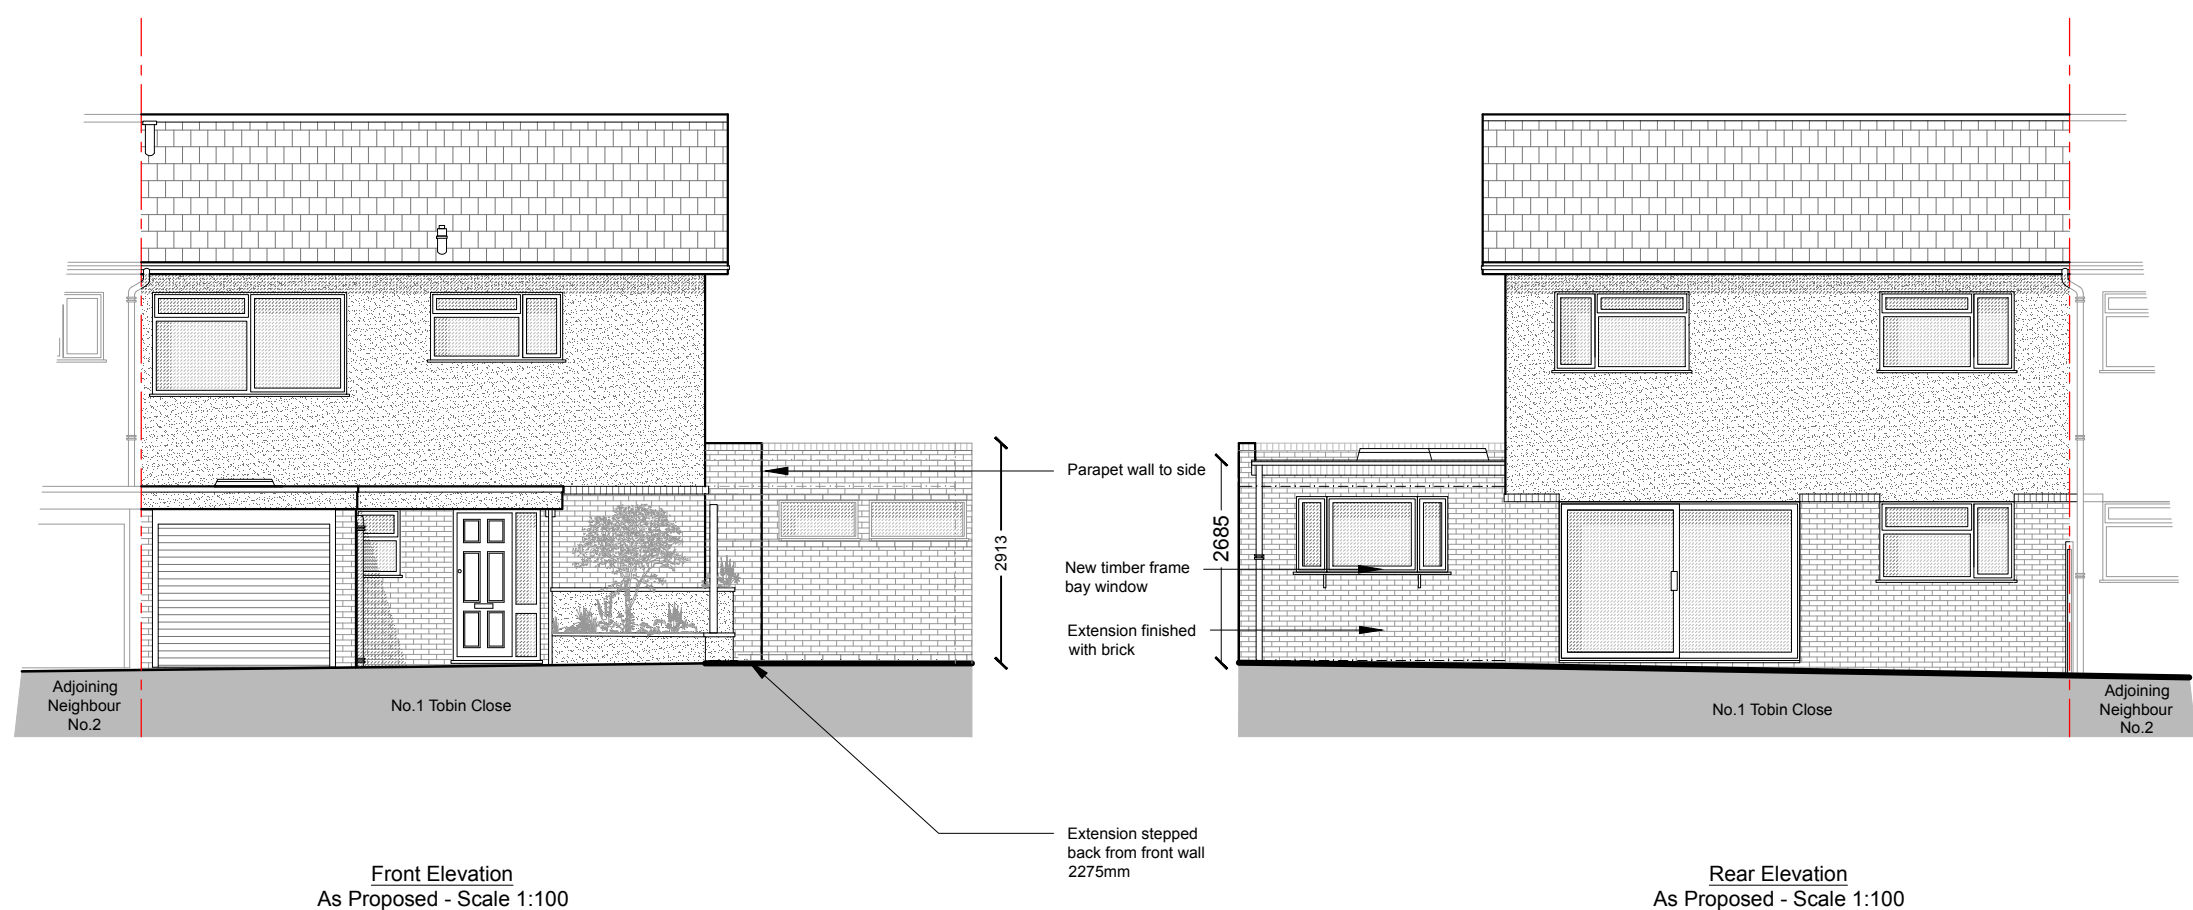 Parapet wall to side
2913
2685
New timber frame
bay window
Extension finished
with brick
Adjoining
Neighbour
No.2
No.1 Tobin Close
No.1 Tobin Close
Adjoining
Neighbour
No.2
Extension stepped
back from front wall
2275mm
Front Elevation
As Proposed - Scale 1:100
Rear Elevation
As Proposed - Scale 1:100